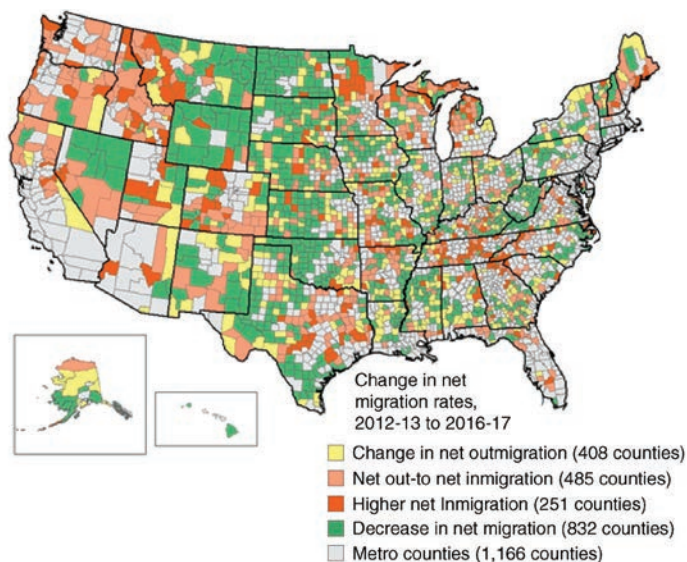 Change in net
migration rates,
2012-13 to 2016-17
Change in net outmigration (408 counties)
Net out-to net inmigration (485 counties)
Higher net Inmigration (251 counties)
Decrease in net migration (832 counties)
Metro counties (1,166 counties)